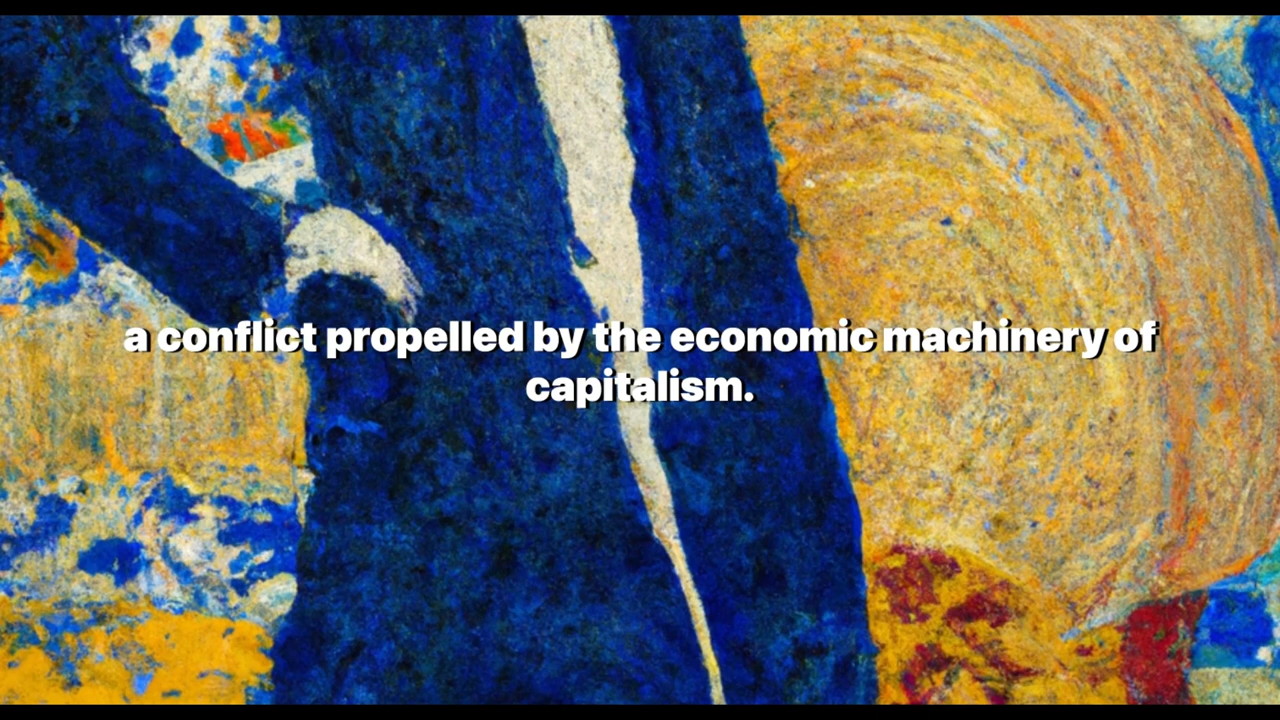 a conflict propelled by the economic machinery of
capitalism.